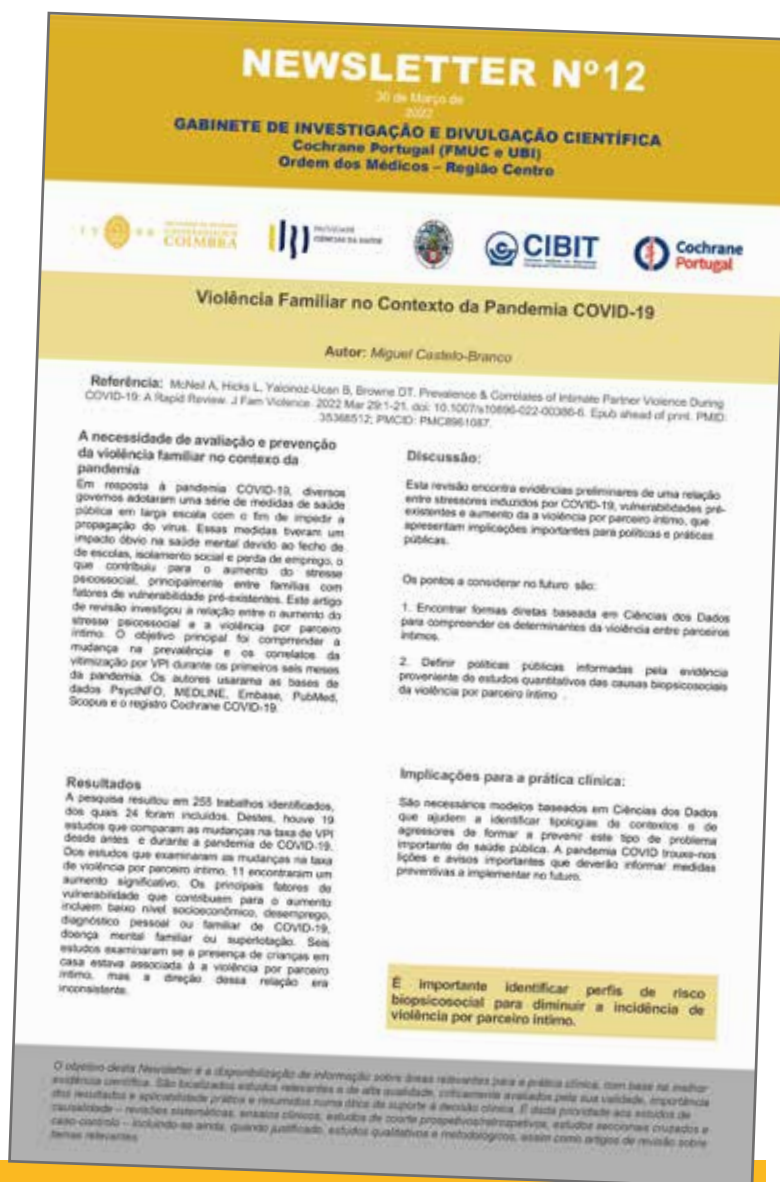 NEWSLETTER Nº12
30 de Março de
2022
GABINETE DE INVESTIGAÇÃO E DIVULGAÇÃO CIENTÍFICA
Cochrane Portugal (FMUC e UBI)
Ordem dos Médicos – Região Centro
COIMBRA
FACULDADE
CIÊNCIAS DA SAÚDE
CIBIT
Cochrane
Portugal
Violência Familiar no Contexto da Pandemia COVID-19
Autor: Miguel Castelo-Branco
Referência: McNeil A, Hicks L, Yalcinoz-Ucan B, Browne DT. Prevalence & Correlates of Intimate Partner Violence During
COVID-19: A Rapid Review. J Fam Violence. 2022 Mar 29:1-21. doi: 10.1007/s10896-022-00386-6. Epub ahead of print. PMID:
35368512; PMCID: PMC8961087.
A necessidade de avaliação e prevenção
da violência familiar no contexo da
pandemia
Em resposta à pandemia COVID-19, diversos
governos adotaram uma série de medidas de saúde
pública em larga escala com o fim de impedir a
propagação do vírus. Essas medidas tiveram um
impacto óbvio na saúde mental devido ao fecho de
de escolas, isolamento social e perda de emprego, o
que contribuiu para o aumento do stresse
psicossocial, principalmente entre famílias com
fatores de vulnerabilidade pré-existentes. Este artigo
de revisão investigou a relação entre o aumento do
stresse psicossocial e a violência por parceiro
íntimo. O objetivo principal foi compreender a
mudança na prevalência e os correlatos da
vitimização por VPI durante os primeiros seis meses
da pandemia. Os autores usarama as bases de
dados PsycINFO, MEDLINE, Embase, PubMed,
Scopus e o registro Cochrane COVID-19.
Resultados
A pesquisa resultou em 255 trabalhos identificados,
dos quais 24 foram incluídos. Destes, houve 19
estudos que comparam as mudanças na taxa de VPI
desde antes e durante a pandemia de COVID-19.
Dos estudos que examinaram as mudanças na taxa
de violência por parceiro íntimo, 11 encontraram um
aumento significativo. Os principais fatores de
vulnerabilidade que contribuem para o aumento
incluem baixo nível socioeconômico, desemprego,
diagnóstico pessoal ou familiar de COVID-19,
doença mental familiar ou superlotação. Seis
estudos examinaram se a presença de crianças em
casa estava associada à a violência por parceiro
íntimo, mas a direção dessa relação era
inconsistente.
Discussão:
Esta revisão encontra evidências preliminares de uma relação
entre stressores induzidos por COVID-19, vulnerabilidades pré-
existentes e aumento da a violência por parceiro íntimo, que
apresentam implicações importantes para políticas e práticas
públicas.
Os pontos a considerar no futuro são:
1. Encontrar formas diretas baseada em Ciências dos Dados
para compreender os determinantes da violência entre parceiros
íntimos.
2. Definir políticas públicas informadas pela evidência
proveniente de estudos quantitativos das causas biopsicosociais
da violência por parceiro íntimo .
Implicações para a prática clínica:
São necessários modelos baseados em Ciências dos Dados
que ajudem a identificar tipologias de contextos e de
agressores de formar a prevenir este tipo de problema
importante de saúde pública. A pandemia COVID trouxe-nos
lições e avisos importantes que deverão informar medidas
preventivas a implementar no futuro.
É importante identificar perfis de risco
biopsicosocial para diminuir a incidência de
violência por parceiro íntimo.
O objetivo desta Newsletter é a disponibilização de informação sobre áreas relevantes para a prática clínica, com base na melhor
evidência científica. São localizados estudos relevantes e de alta qualidade, criticamente avaliados pela sua validade, importância
dos resultados e aplicabilidade prática e resumidos numa ótica de suporte à decisão clínica. É dada prioridade aos estudos de
causalidade – revisões sistemáticas, ensaios clínicos, estudos de coorte prospetivos/retrospetivos, estudos seccionais cruzados e
caso-controlo – incluindo-se ainda, quando justificado, estudos qualitativos e metodológicos, assim como artigos de revisão sobre
temas relevantes